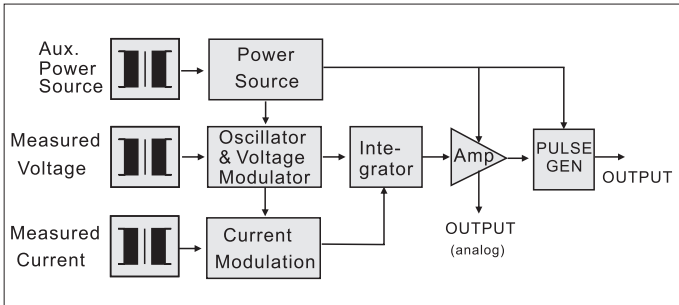 Aux.
Power
Source
Power
Source
Measured
Voltage
Oscillator
& Voltage
Modulator
Inte-
grator
Amp
PULSE
GEN
OUTPUT
OUTPUT
(analog)
Measured
Current
Current
Modulation